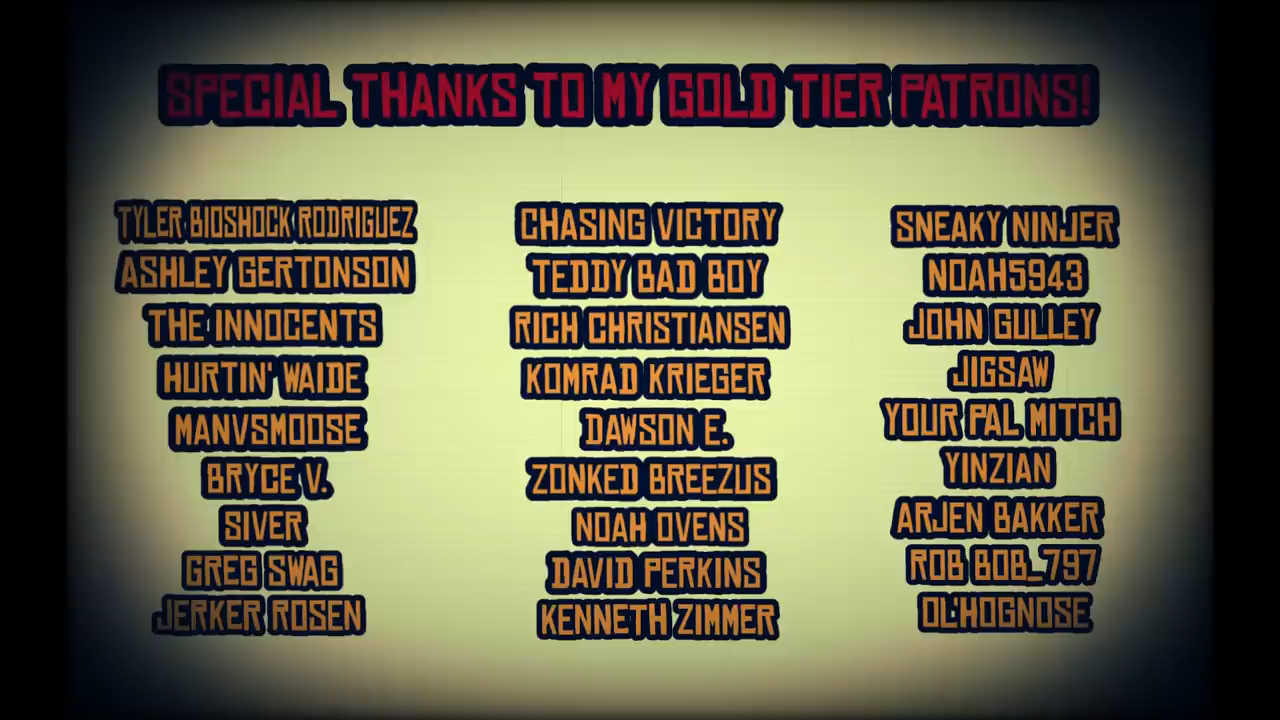 SPECIAL THANKS TO MY GOLD TIER PATRONS!
TYLER BIOSHOCK RODRIGUEZ
ASHLEY GERTONSON
THE INNOCENTS
HURTIN' WAIDE
MANVSMOOSE
BRYCE V.
SIVER
GREG SWAG
JERKER ROSEN
CHASING VICTORY
TEDDY BAD BOY
RICH CHRISTIANSEN
KOMRAD KRIEGER
DAWSON E.
ZONKED BREEZUS
NOAH OVENS
DAVID PERKINS
KENNETH ZIMMER
SNEAKY NINJER
NOAH5943
JOHN GULLEY
JIGSAW
YOUR PAL MITCH
YINZIAN
ARJEN BAKKER
ROB BOB_797
OL'HOGNOSE